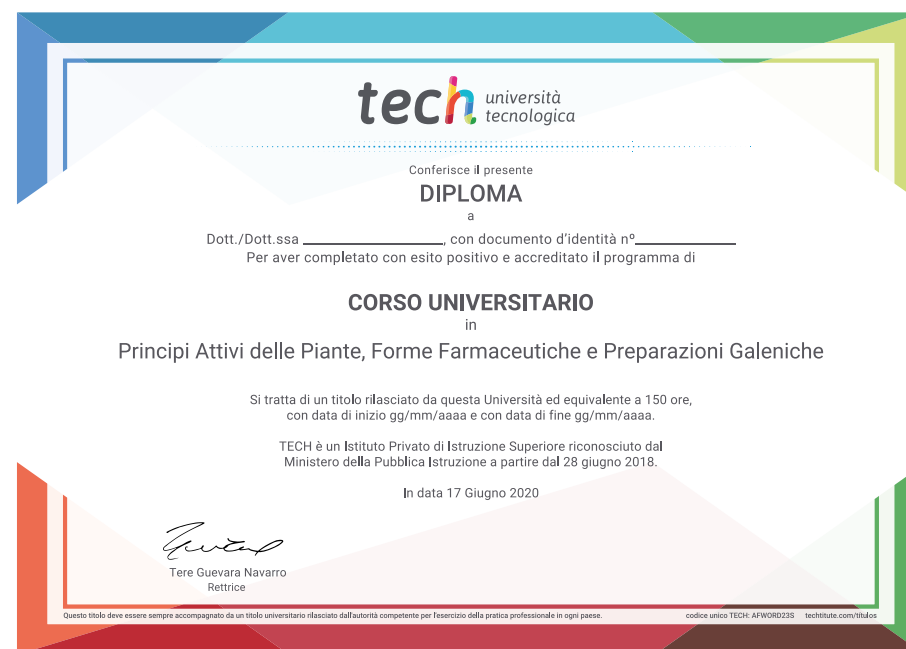 tech università
tecnologica
Conferisce il presente
DIPLOMA
a
Dott./Dott.ssa ____________________, con documento d'identità nº______________
Per aver completato con esito positivo e accreditato il programma di
CORSO UNIVERSITARIO
in
Principi Attivi delle Piante, Forme Farmaceutiche e Preparazioni Galeniche
Si tratta di un titolo rilasciato da questa Università ed equivalente a 150 ore,
con data di inizio gg/mm/aaaa e con data di fine gg/mm/aaaa.
TECH è un Istituto Privato di Istruzione Superiore riconosciuto dal
Ministero della Pubblica Istruzione a partire dal 28 giugno 2018.
In data 17 Giugno 2020
Tere Guevara Navarro
Rettrice
Questo titolo deve essere sempre accompagnato da un titolo universitario rilasciato dall'autorità competente per l'esercizio della pratica professionale in ogni paese. codice unico TECH: AFWORD23S techtitute.com/titulos